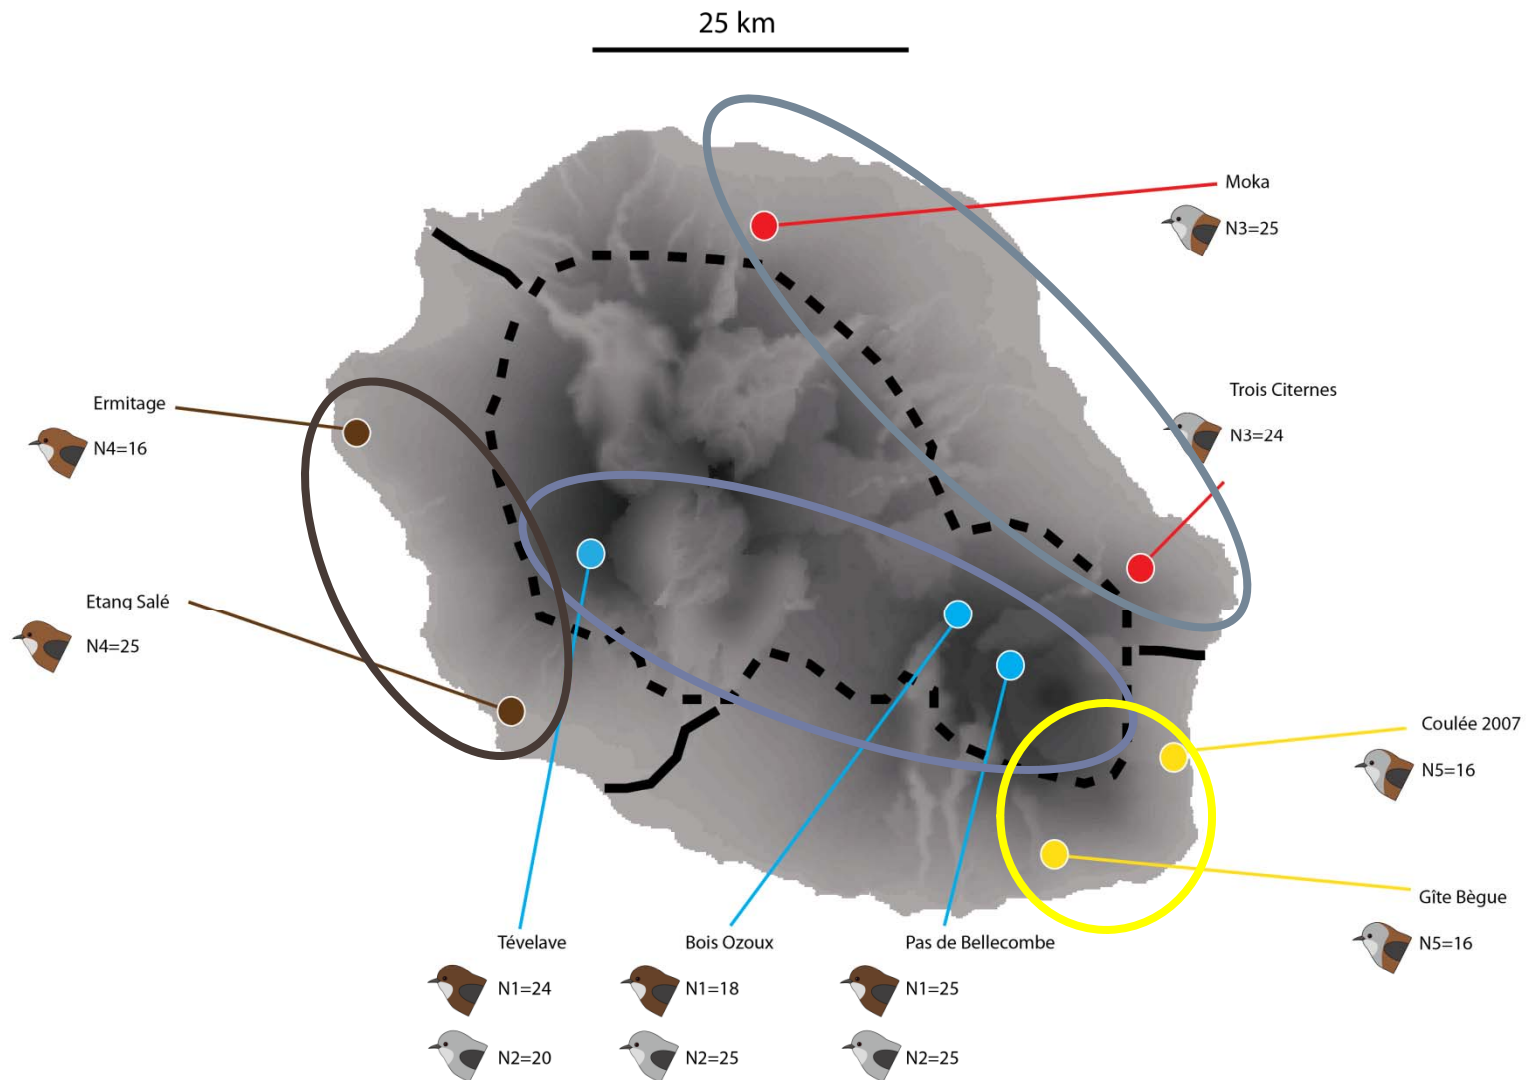 25 km
Moka
N3=25
Trois Citernes
N3=24
Ermitage
N4=16
Etang Salé
N4=25
Coulée 2007
N5=16
Gîte Bègue
N5=16
Tévelave
N1=24
N2=20
Bois Ozoux
N1=18
N2=25
Pas de Bellecombe
N1=25
N2=25